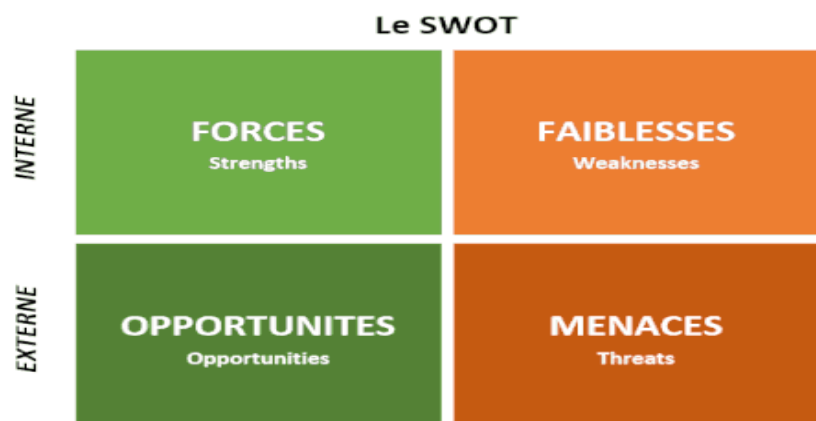 Le SWOT
INTERNE
FORCES
Strengths
FAIBLESSES
Weaknesses
EXTERNE
OPPORTUNITES
Opportunities
MENACES
Threats